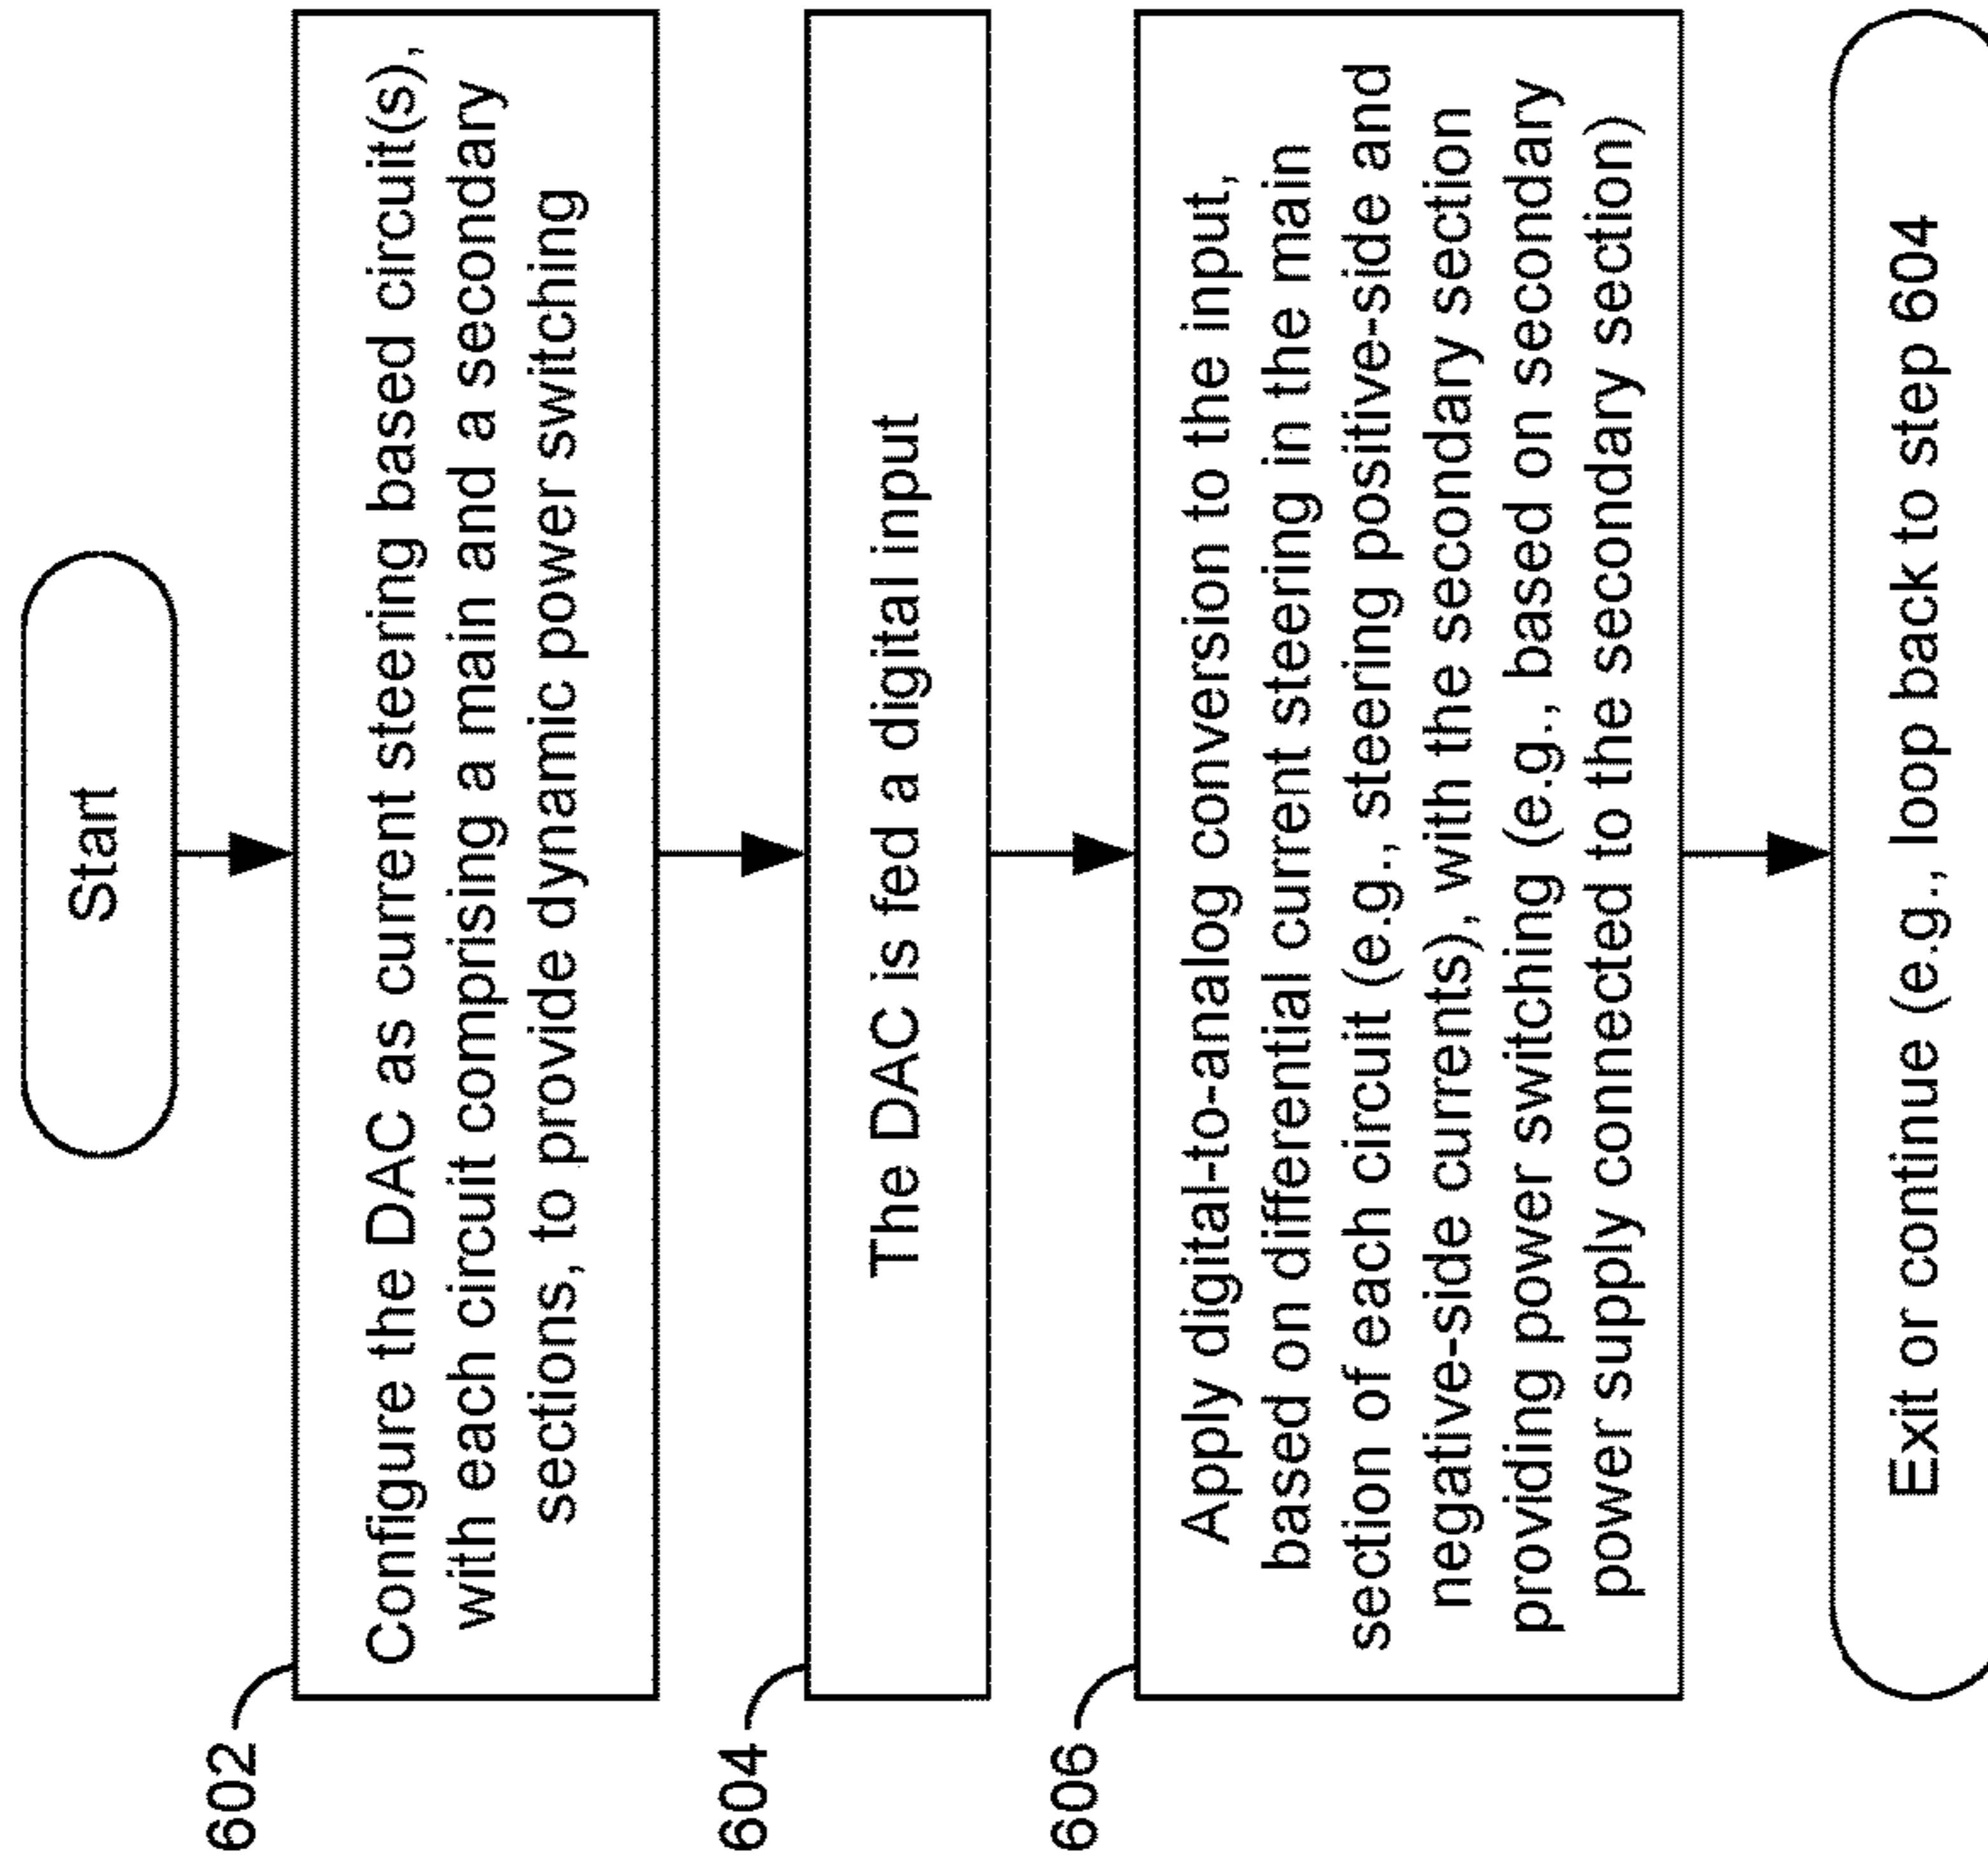 Start
602
Configure the DAC as current steering based circuit(s),
with each circuit comprising a main and a secondary
sections, to provide dynamic power switching
604
The DAC is fed a digital input
606
Apply digital-to-analog conversion to the input,
based on differential current steering in the main
section of each circuit (e.g., steering positive-side and
negative-side currents), with the secondary section
providing power switching (e.g., based on secondary
power supply connected to the secondary section)
Exit or continue (e.g., loop back to step 604